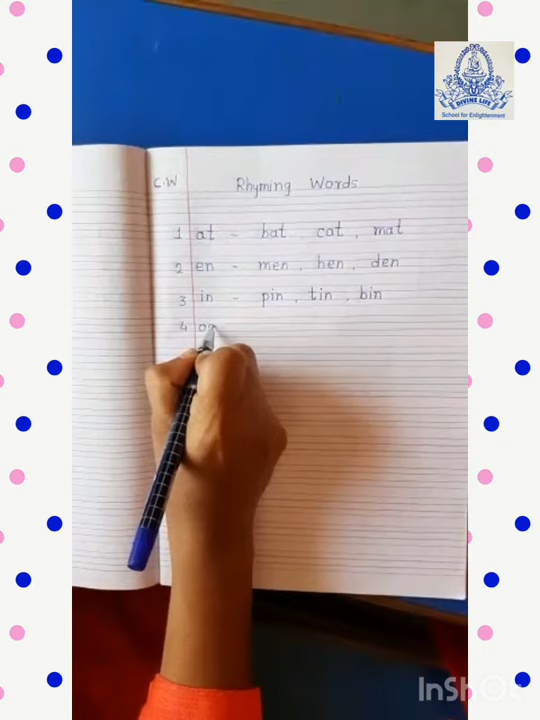 DIVINE LIFE
School for Enlightenment
C.W Rhyming Words
1 at - bat, cat, mat
2 en - men, hen, den
3 in - pin, tin, bin
4
InShOt